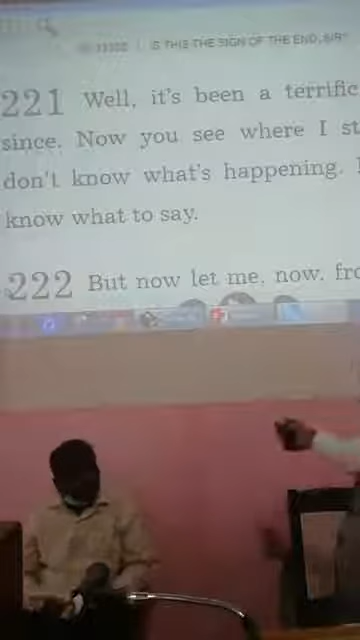 IS THIS THE SIGN OF THE END, SIR?
221 Well, it's been a terrific
since. Now you see where I st
don't know what's happening. I
know what to say.
222 But now let me, now, fro